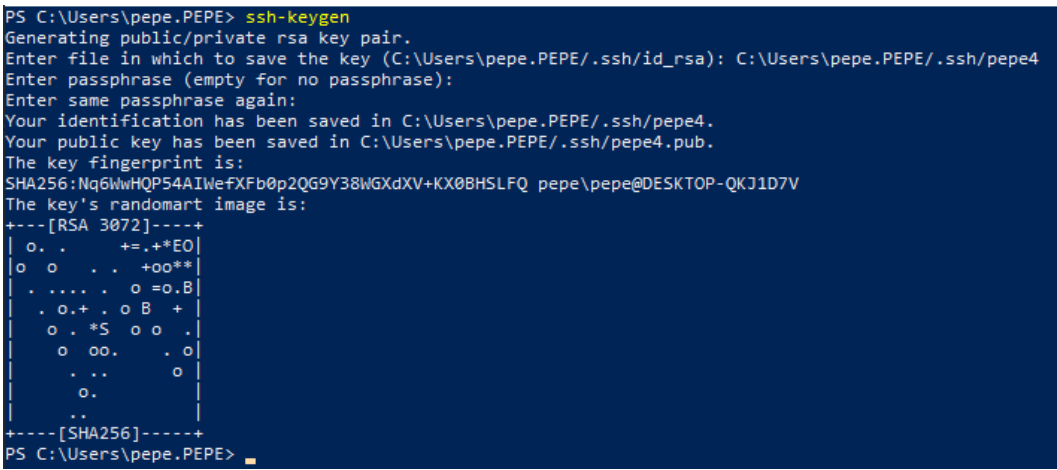 PS C:\Users\pepe.PEPE> ssh-keygen
Generating public/private rsa key pair.
Enter file in which to save the key (C:\Users\pepe.PEPE/.ssh/id_rsa): C:\Users\pepe.PEPE/.ssh/pepe4
Enter passphrase (empty for no passphrase):
Enter same passphrase again:
Your identification has been saved in C:\Users\pepe.PEPE/.ssh/pepe4.
Your public key has been saved in C:\Users\pepe.PEPE/.ssh/pepe4.pub.
The key fingerprint is:
SHA256:Nq6WwHQP54AIWefXFb0p2QG9Y38WGXdXV+KX0BHSLFQ pepe\pepe@DESKTOP-QKJ1D7V
The key's randomart image is:
+---[RSA 3072]----+
| o. .     +=.+*EO|
|o  o   . .  +oo**|
| . .... .  o =o.B|
|  . o.+ . o B  + |
|   o . *S  o o  .|
|    o  oo.    . o|
|     . ..      o |
|      o.         |
|     ..          |
+----[SHA256]-----+
PS C:\Users\pepe.PEPE>